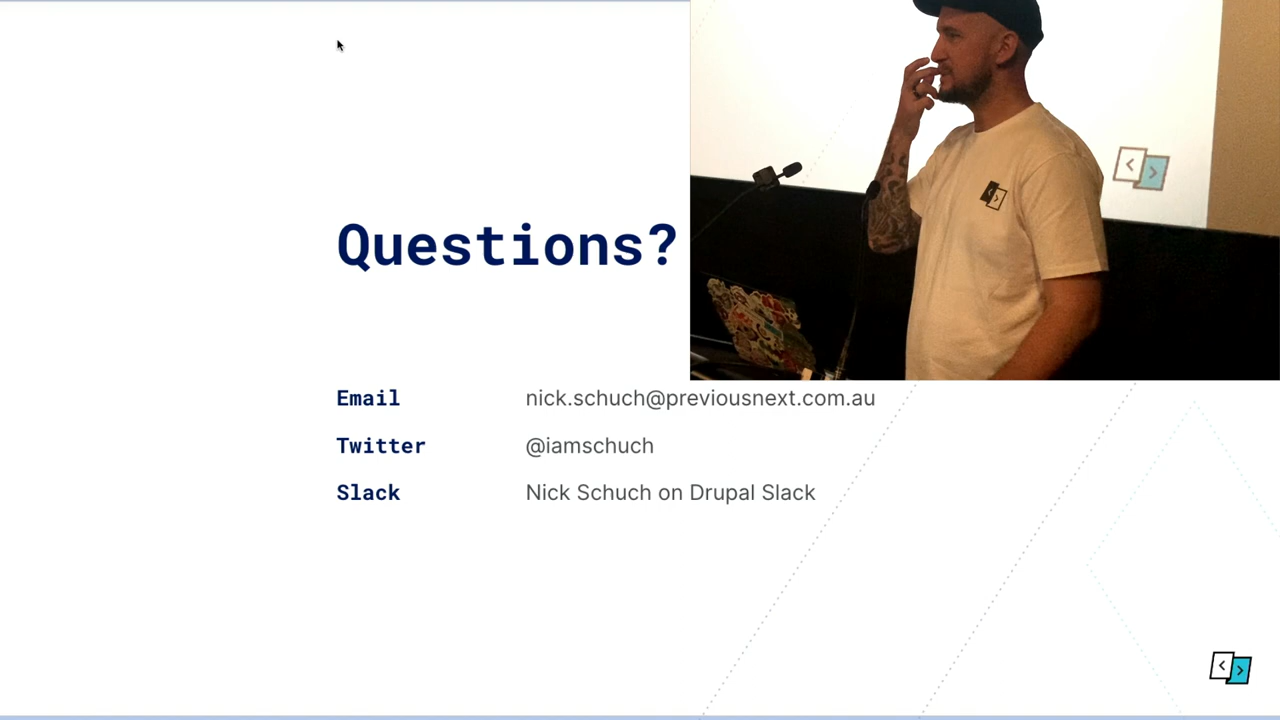 Questions?
Email nick.schuch@previousnext.com.au
Twitter @iamschuch
Slack Nick Schuch on Drupal Slack